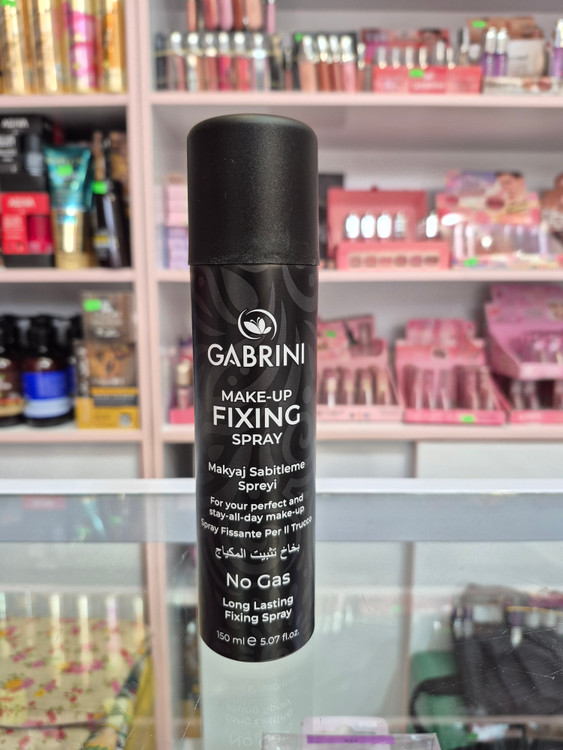 GABRINI
MAKE-UP
FIXING
SPRAY
Makyaj Sabitleme
Spreyi
For your perfect and
stay-all-day make-up
Spray Fissante Per Il Trucco
بخاخ تثبيت المكياج
No Gas
Long Lasting
Fixing Spray
150 ml e 5.07 fl.oz.